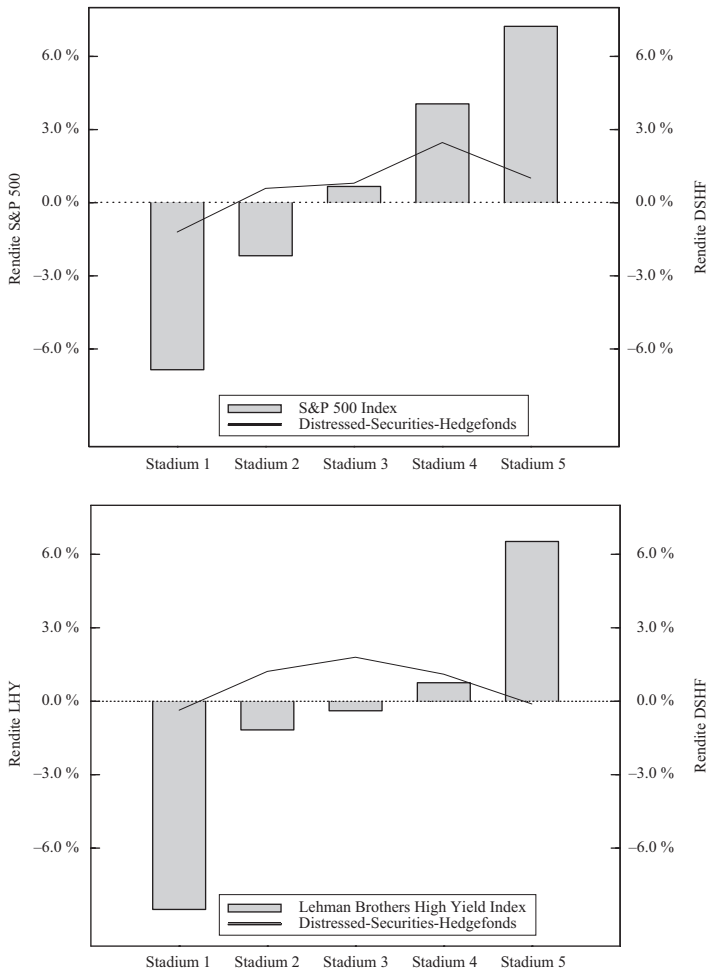 6.0 % 6.0 %
3.0 % 3.0 %
0.0 % 0.0 %
–3.0 % –3.0 %
–6.0 % –6.0 %
Rendite S&P 500
Rendite DSHF
S&P 500 Index
Distressed-Securities-Hedgefonds
Stadium 1 Stadium 2 Stadium 3 Stadium 4 Stadium 5
6.0 % 6.0 %
3.0 % 3.0 %
0.0 % 0.0 %
–3.0 % –3.0 %
–6.0 % –6.0 %
Rendite LHY
Rendite DSHF
Lehman Brothers High Yield Index
Distressed-Securities-Hedgefonds
Stadium 1 Stadium 2 Stadium 3 Stadium 4 Stadium 5